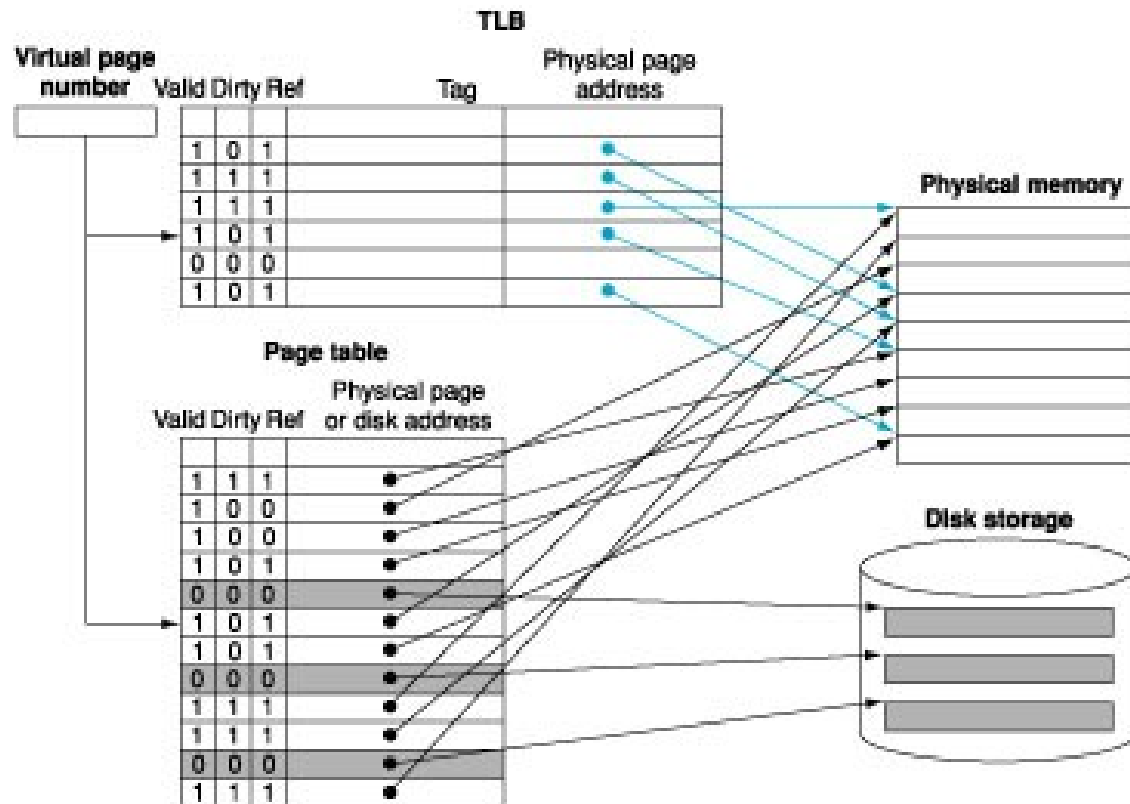 TLB
Virtual page
number
Physical page
address
Valid Dirty Ref Tag
1 0 1
1 1 1
1 1 1
1 0 1
0 0 0
1 0 1
Physical memory
Page table
Physical page
or disk address
Valid Dirty Ref
1 1 1
1 0 0
1 0 0
1 0 1
0 0 0
1 0 1
1 0 1
0 0 0
1 1 1
1 1 1
0 0 0
1 1 1
Disk storage